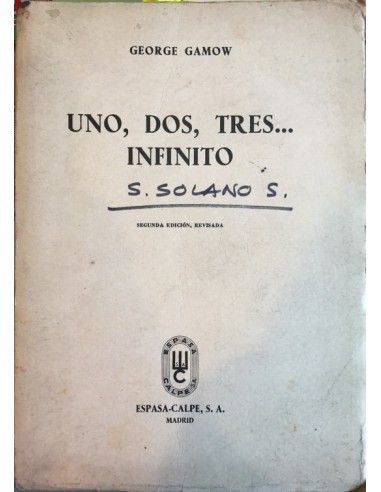 GEORGE GAMOW
UNO, DOS, TRES...
INFINITO
S. SOLANO S.
SEGUNDA EDICIÓN, REVISADA
ESPASA
CALPE, S.A.
ESPASA-CALPE, S. A.
MADRID